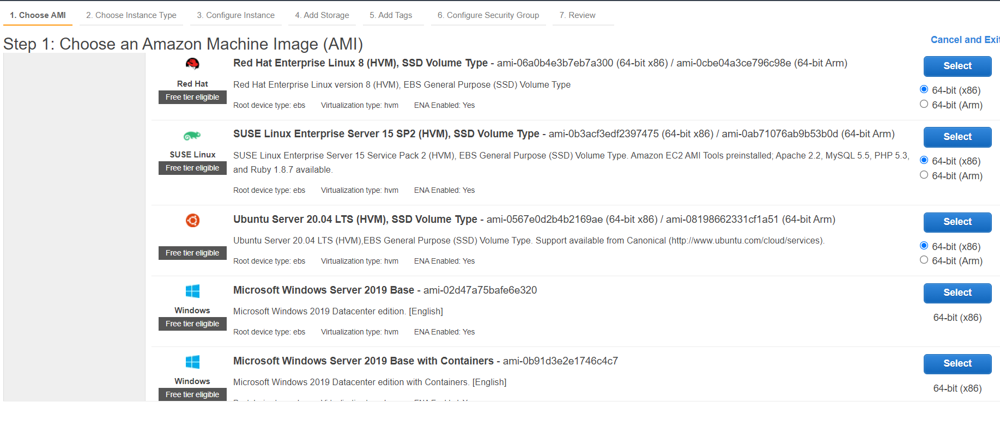 1. Choose AMI 2. Choose Instance Type 3. Configure Instance 4. Add Storage 5. Add Tags 6. Configure Security Group 7. Review
Step 1: Choose an Amazon Machine Image (AMI)
Cancel and Exit
Red Hat
Free tier eligible
Red Hat Enterprise Linux 8 (HVM), SSD Volume Type - ami-06a0b4e3b7eb7a300 (64-bit x86) / ami-0cbe04a3ce796c98e (64-bit Arm)
Red Hat Enterprise Linux version 8 (HVM), EBS General Purpose (SSD) Volume Type
Root device type: ebs Virtualization type: hvm ENA Enabled: Yes
Select
64-bit (x86)
64-bit (Arm)
SUSE Linux
Free tier eligible
SUSE Linux Enterprise Server 15 SP2 (HVM), SSD Volume Type - ami-0b3acf3edf2397475 (64-bit x86) / ami-0ab71076ab9b53b0d (64-bit Arm)
SUSE Linux Enterprise Server 15 Service Pack 2 (HVM), EBS General Purpose (SSD) Volume Type. Amazon EC2 AMI Tools preinstalled; Apache 2.2, MySQL 5.5, PHP 5.3,
and Ruby 1.8.7 available.
Root device type: ebs Virtualization type: hvm ENA Enabled: Yes
Select
64-bit (x86)
64-bit (Arm)
Free tier eligible
Ubuntu Server 20.04 LTS (HVM), SSD Volume Type - ami-0567e0d2b4b2169ae (64-bit x86) / ami-08198662331cf1a51 (64-bit Arm)
Ubuntu Server 20.04 LTS (HVM),EBS General Purpose (SSD) Volume Type. Support available from Canonical (http://www.ubuntu.com/cloud/services).
Root device type: ebs Virtualization type: hvm ENA Enabled: Yes
Select
64-bit (x86)
64-bit (Arm)
Windows
Free tier eligible
Microsoft Windows Server 2019 Base - ami-02d47a75bafe6e320
Microsoft Windows 2019 Datacenter edition. [English]
Root device type: ebs Virtualization type: hvm ENA Enabled: Yes
Select
64-bit (x86)
Windows
Free tier eligible
Microsoft Windows Server 2019 Base with Containers - ami-0b91d3e2e1746c4c7
Microsoft Windows 2019 Datacenter edition with Containers. [English]
Select
64-bit (x86)